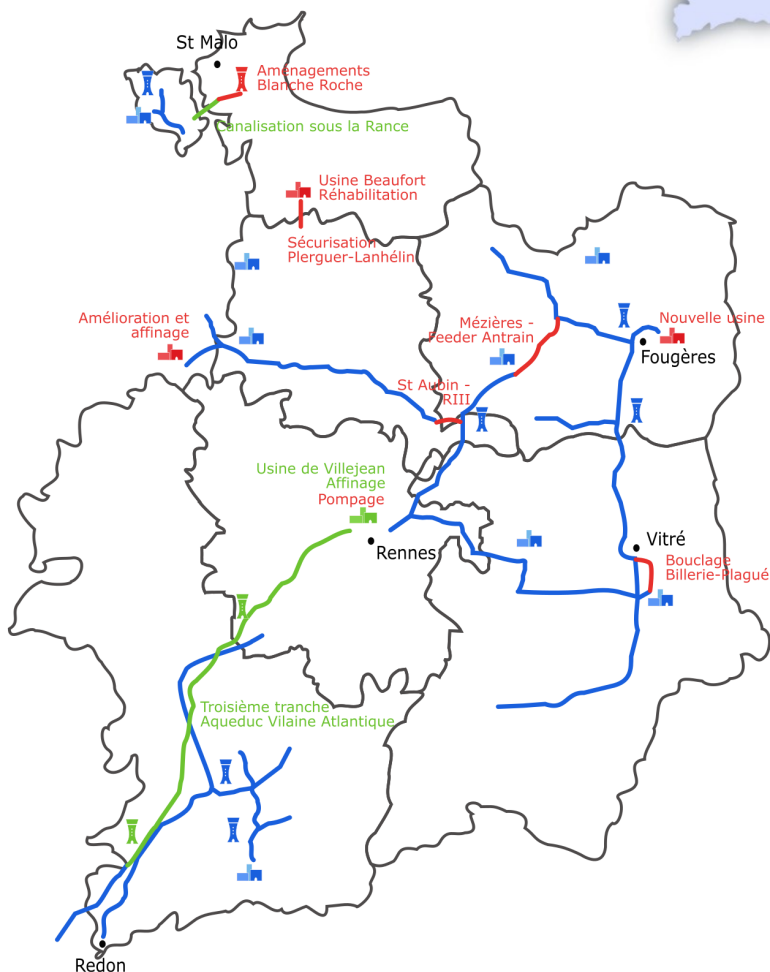 St Malo
Aménagements
Blanche Roche
Canalisation sous la Rance
Usine Beaufort
Réhabilitation
Sécurisation
Plerguer-Lanhélin
Amélioration et
affinage
Mézières -
Feeder Antrain
Nouvelle usine
Fougères
St Aubin -
RIII
Usine de Villejean
Affinage
Pompage
Rennes
Vitré
Bouclage
Billerie-Plagué
Troisième tranche
Aqueduc Vilaine Atlantique
Redon